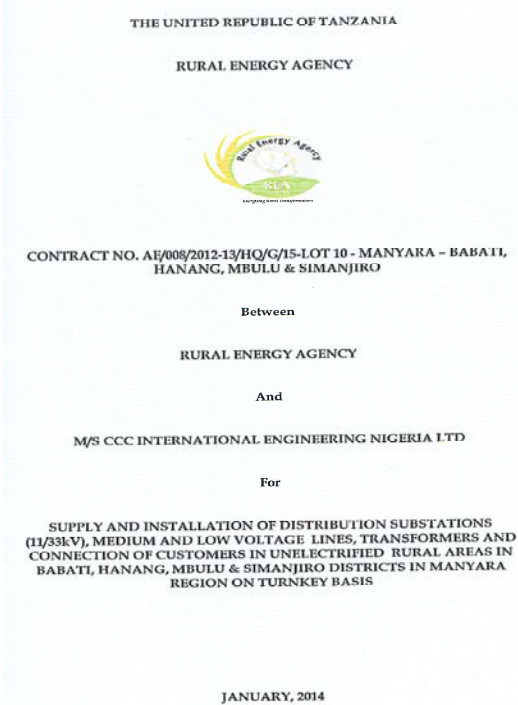 THE UNITED REPUBLIC OF TANZANIA
RURAL ENERGY AGENCY
Rural Energy Agency
REA
CONTRACT NO. AE/008/2012-13/HQ/G/15-LOT 10 - MANYARA – BABATI,
HANANG, MBULU & SIMANJIRO
Between
RURAL ENERGY AGENCY
And
M/S CCC INTERNATIONAL ENGINEERING NIGERIA LTD
For
SUPPLY AND INSTALLATION OF DISTRIBUTION SUBSTATIONS
(11/33kV), MEDIUM AND LOW VOLTAGE LINES, TRANSFORMERS AND
CONNECTION OF CUSTOMERS IN UNELECTRIFIED RURAL AREAS IN
BABATI, HANANG, MBULU & SIMANJIRO DISTRICTS IN MANYARA
REGION ON TURNKEY BASIS
JANUARY, 2014